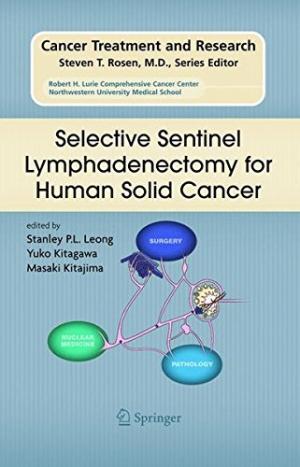 Cancer Treatment and Research
Steven T. Rosen, M.D., Series Editor
Robert H. Lurie Comprehensive Cancer Center
Northwestern University Medical School
Selective Sentinel
Lymphadenectomy for
Human Solid Cancer
edited by
Stanley P.L. Leong
Yuko Kitagawa
Masaki Kitajima
SURGERY
NUCLEAR
MEDICINE
PATHOLOGY
Springer